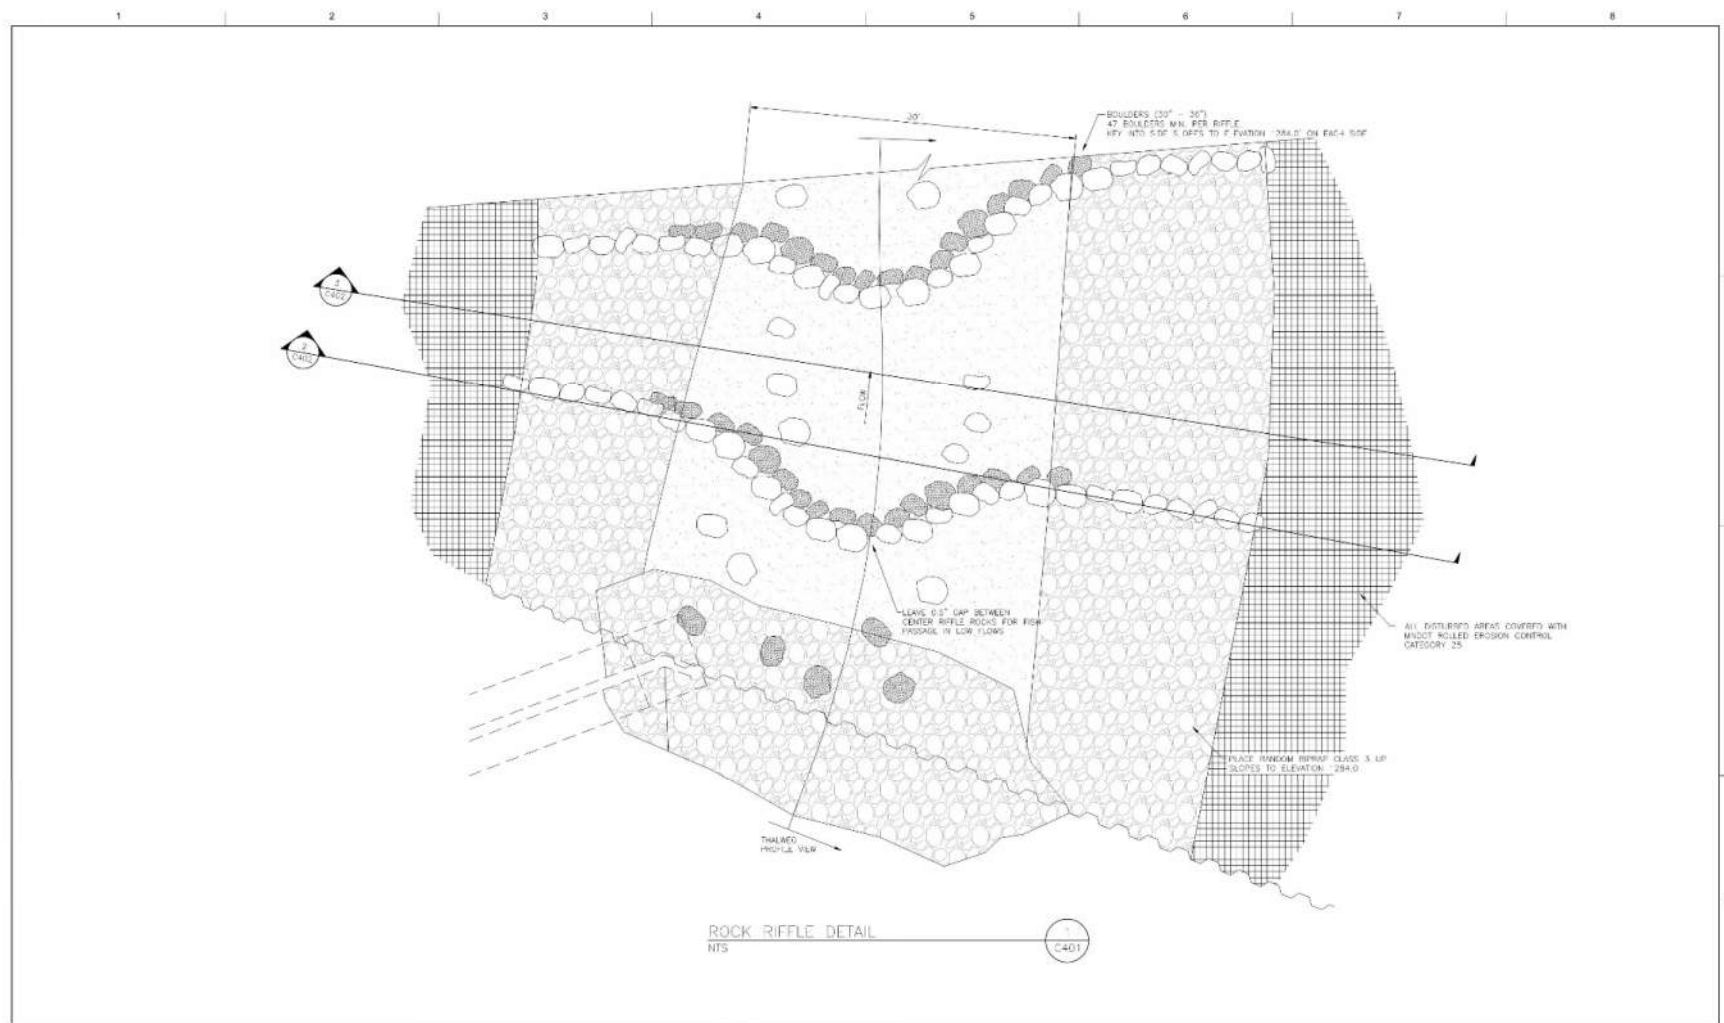 1 2 3 4 5 6 7 8
30'
BOULDERS (30" - 36")
47 BOULDERS MIN. PER RIFFLE.
KEY INTO SIDE SLOPES TO ELEVATION 1284.0' ON EACH SIDE
3
C402
2
C402
FLOW
LEAVE 0.5" GAP BETWEEN
CENTER RIFFLE ROCKS FOR FISH
PASSAGE IN LOW FLOWS
ALL DISTURBED AREAS COVERED WITH
MNDOT ROLLED EROSION CONTROL
CATEGORY 25
PLACE RANDOM RIPRAP CLASS 3 UP
SLOPES TO ELEVATION 1284.0
THALWEG
PROFILE VIEW
ROCK RIFFLE DETAIL
NTS
1
C401